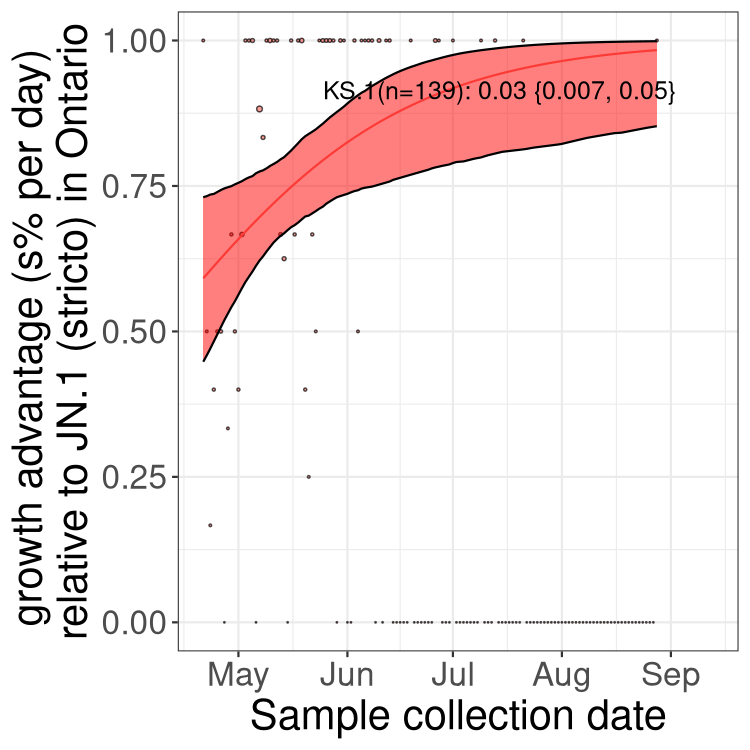 growth advantage (s% per day)
relative to JN.1 (stricto) in Ontario
1.00
0.75
0.50
0.25
0.00
KS.1(n=139): 0.03 {0.007, 0.05}
May Jun Jul Aug Sep
Sample collection date